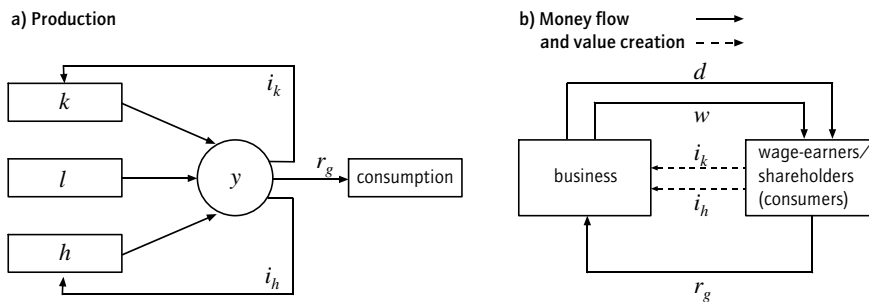 a) Production
k
l
h
y
i_k
r_g
i_h
consumption
b) Money flow
and value creation
d
w
business
i_k
i_h
wage-earners/
shareholders
(consumers)
r_g